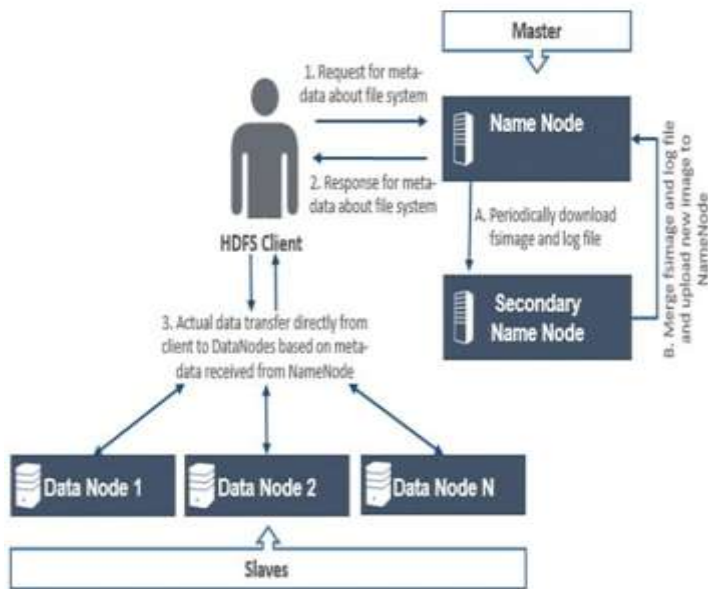 Master
1. Request for meta-
data about file system
Name Node
2. Response for meta-
data about file system
A. Periodically download
fsimage and log file
B. Merge fsimage and log file
and upload new image to
NameNode
HDFS Client
Secondary
Name Node
3. Actual data transfer directly from
client to DataNodes based on meta-
data received from NameNode
Data Node 1
Data Node 2
Data Node N
Slaves